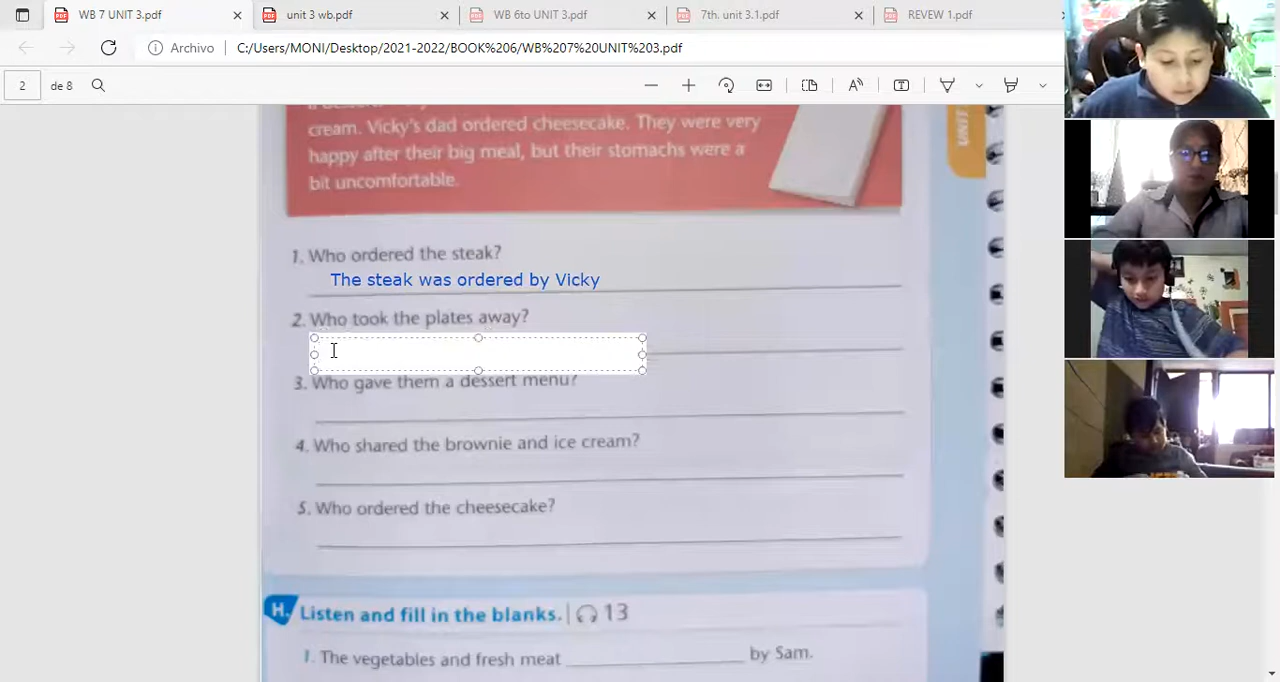 WB 7 UNIT 3.pdf
unit 3 wb.pdf
WB 6to UNIT 3.pdf
7th. unit 3.1.pdf
REVEW 1.pdf
Archivo
C:/Users/MONI/Desktop/2021-2022/BOOK%206/WB%207%20UNIT%203.pdf
2 de 8
cream. Vicky's dad ordered cheesecake. They were very
happy after their big meal, but their stomachs were a
bit uncomfortable.
UNIT
1. Who ordered the steak?
The steak was ordered by Vicky
2. Who took the plates away?
3. Who gave them a dessert menu?
4. Who shared the brownie and ice cream?
5. Who ordered the cheesecake?
H. Listen and fill in the blanks. | 13
1. The vegetables and fresh meat ____________ by Sam.